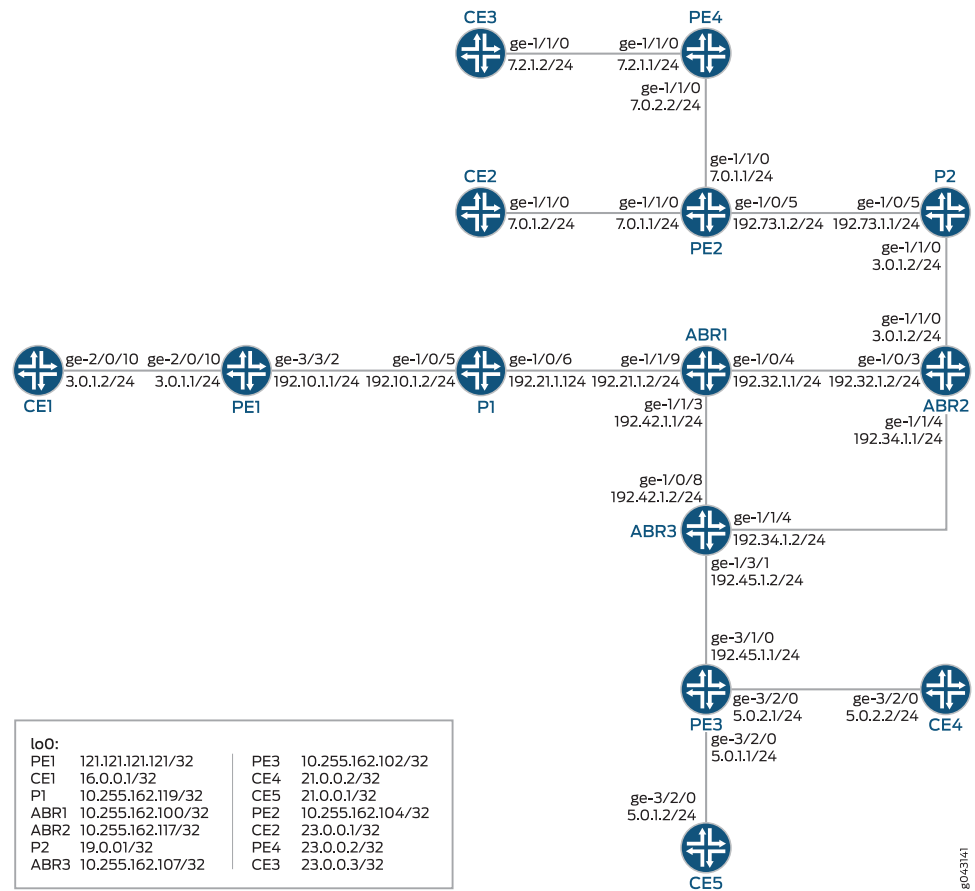 CE3
PE4
ge-1/1/0
ge-1/1/0
7.2.1.2/24
7.2.1.1/24
ge-1/1/0
7.0.2.2/24
ge-1/1/0
7.0.1.1/24
CE2
P2
ge-1/1/0
ge-1/1/0
ge-1/0/5
ge-1/0/5
7.0.1.2/24
7.0.1.1/24
192.73.1.2/24
192.73.1.1/24
PE2
ge-1/1/0
3.0.1.2/24
ge-1/1/0
3.0.1.2/24
ABR1
ge-2/0/10
ge-2/0/10
ge-3/3/2
ge-1/0/5
ge-1/0/6
ge-1/1/9
ge-1/0/4
ge-1/0/3
3.0.1.2/24
3.0.1.1/24
192.10.1.1/24
192.10.1.2/24
192.21.1.124
192.21.1.2/24
192.32.1.1/24
192.32.1.2/24
CE1
PE1
P1
ABR2
ge-1/1/3
192.42.1.1/24
ge-1/1/4
192.34.1.1/24
ge-1/0/8
192.42.1.2/24
ABR3
ge-1/1/4
192.34.1.2/24
ge-1/3/1
192.45.1.2/24
ge-3/1/0
192.45.1.1/24
ge-3/2/0
ge-3/2/0
5.0.2.1/24
5.0.2.2/24
PE3
CE4
ge-3/2/0
5.0.1.1/24
ge-3/2/0
5.0.1.2/24
CE5
lo0:
PE1 121.121.121.121/32
CE1 16.0.0.1/32
P1 10.255.162.119/32
ABR1 10.255.162.100/32
ABR2 10.255.162.117/32
P2 19.0.01/32
ABR3 10.255.162.107/32
PE3 10.255.162.102/32
CE4 21.0.0.2/32
CE5 21.0.0.1/32
PE2 10.255.162.104/32
CE2 23.0.0.1/32
PE4 23.0.0.2/32
CE3 23.0.0.3/32
g043141